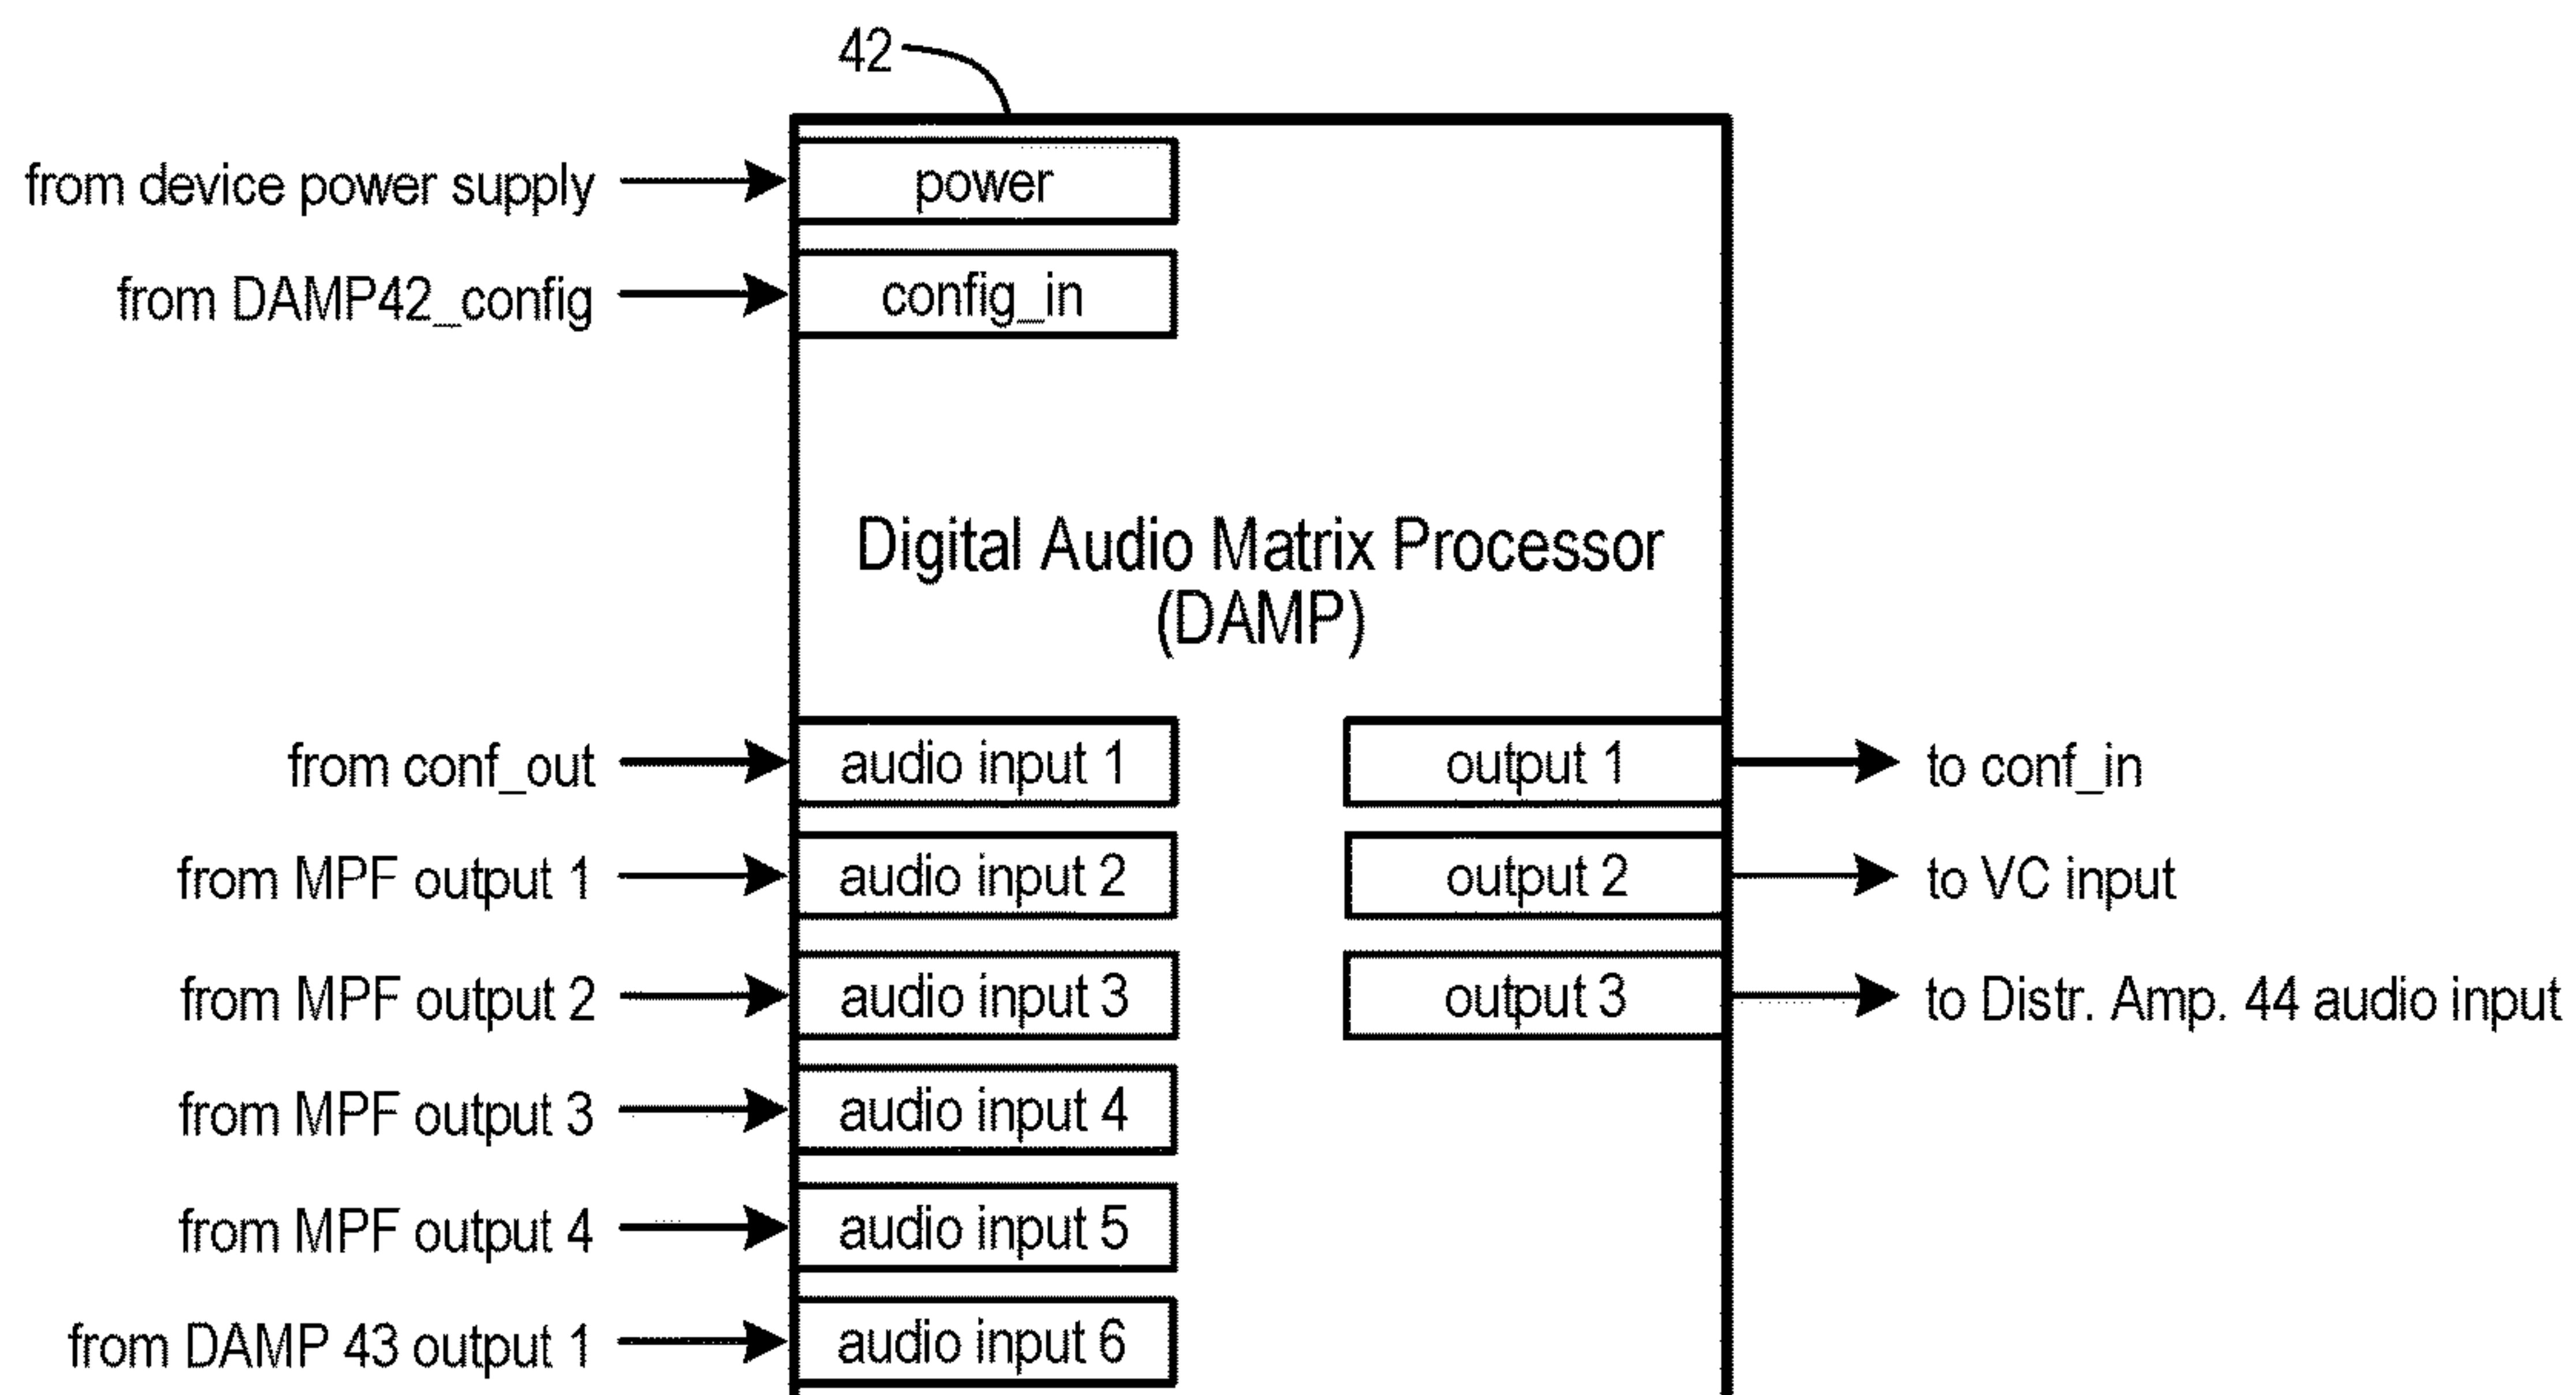 42
from device power supply
power
from DAMP42_config
config_in
Digital Audio Matrix Processor
(DAMP)
from conf_out
audio input 1
output 1
to conf_in
from MPF output 1
audio input 2
output 2
to VC input
from MPF output 2
audio input 3
output 3
to Distr. Amp. 44 audio input
from MPF output 3
audio input 4
from MPF output 4
audio input 5
from DAMP 43 output 1
audio input 6